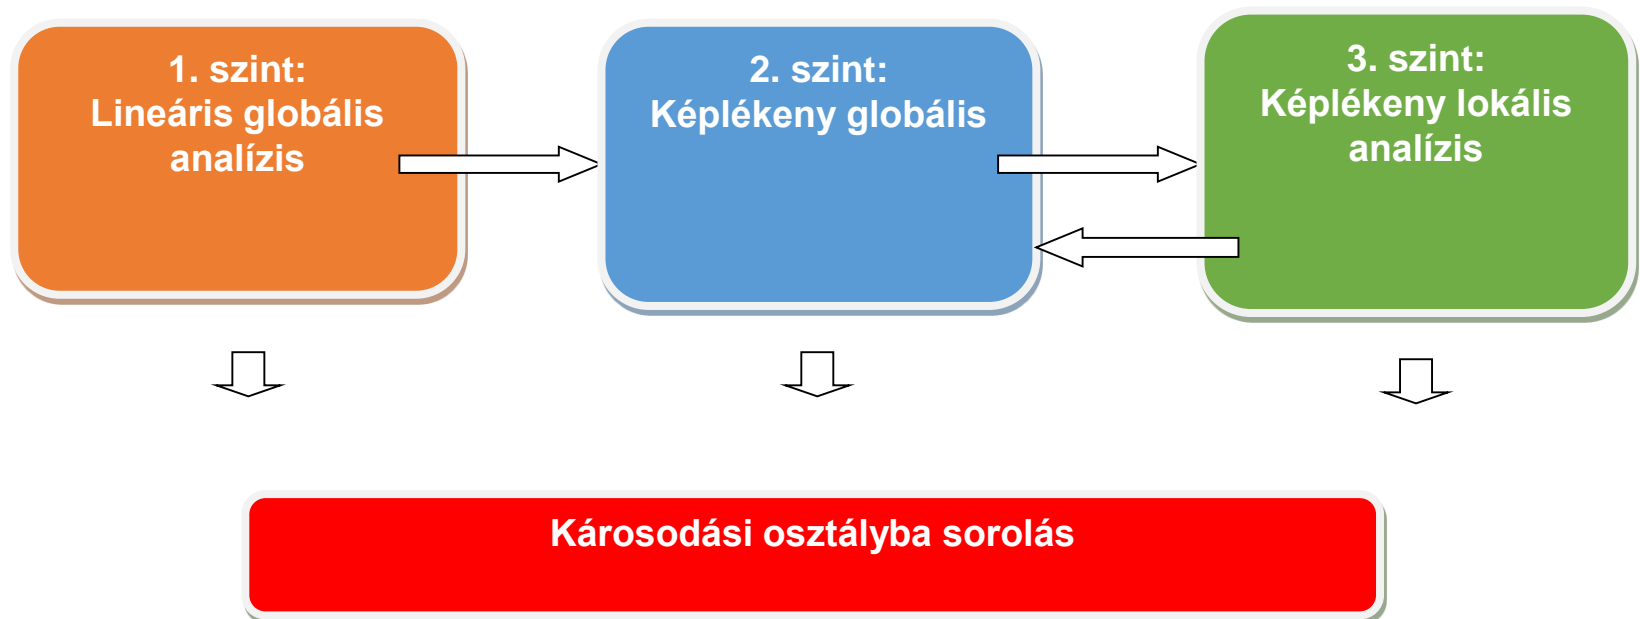 1. szint:
Lineáris globális
analízis
2. szint:
Képlékeny globális
3. szint:
Képlékeny lokális
analízis
Károsodási osztályba sorolás